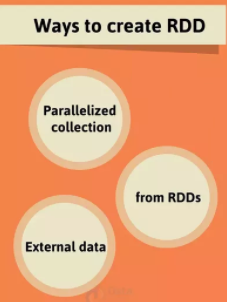 Ways to create RDD
Parallelized
collection
from RDDs
External data